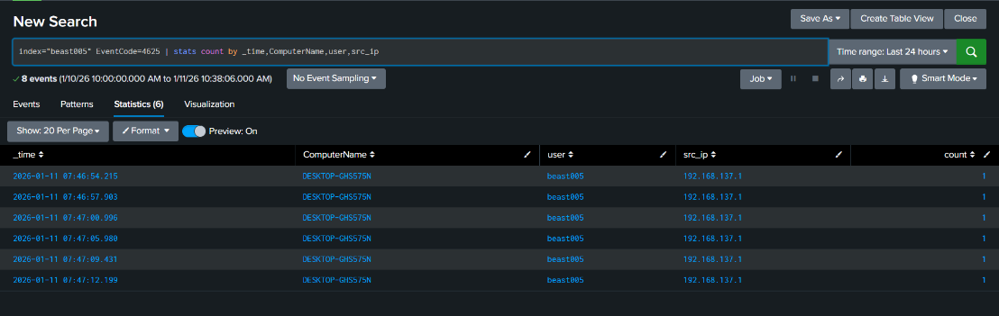 New Search
Save As
Create Table View
Close
index="beast005" EventCode=4625 | stats count by _time,ComputerName,user,src_ip
Time range: Last 24 hours
8 events (1/10/26 10:00:00.000 AM to 1/11/26 10:38:06.000 AM)
No Event Sampling
Job
Smart Mode
Events
Patterns
Statistics (6)
Visualization
Show: 20 Per Page
Format
Preview: On
_time ComputerName user src_ip count
2026-01-11 07:46:54.215 DESKTOP-GHS575N beast005 192.168.137.1 1
2026-01-11 07:46:57.903 DESKTOP-GHS575N beast005 192.168.137.1 1
2026-01-11 07:47:00.996 DESKTOP-GHS575N beast005 192.168.137.1 1
2026-01-11 07:47:05.980 DESKTOP-GHS575N beast005 192.168.137.1 1
2026-01-11 07:47:09.431 DESKTOP-GHS575N beast005 192.168.137.1 1
2026-01-11 07:47:12.199 DESKTOP-GHS575N beast005 192.168.137.1 1